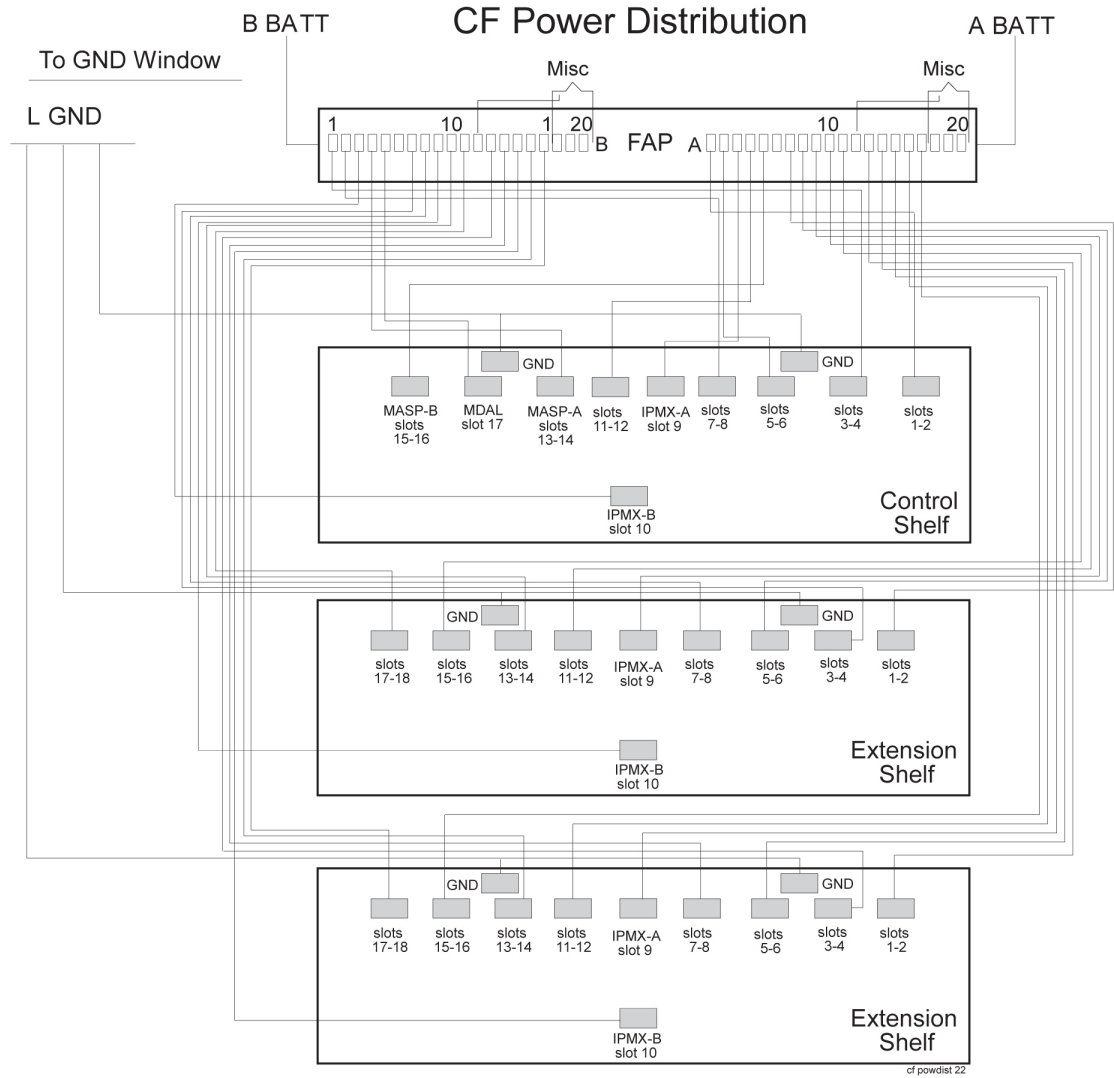 CF Power Distribution
B BATT
A BATT
To GND Window
Misc
Misc
L GND
1
10
1
20
10
20
B
FAP
A
GND
GND
MASP-B
slots
15-16
MDAL
slot 17
MASP-A
slots
13-14
slots
11-12
IPMX-A
slot 9
slots
7-8
slots
5-6
slots
3-4
slots
1-2
IPMX-B
slot 10
Control
Shelf
GND
GND
slots
17-18
slots
15-16
slots
13-14
slots
11-12
IPMX-A
slot 9
slots
7-8
slots
5-6
slots
3-4
slots
1-2
IPMX-B
slot 10
Extension
Shelf
GND
GND
slots
17-18
slots
15-16
slots
13-14
slots
11-12
IPMX-A
slot 9
slots
7-8
slots
5-6
slots
3-4
slots
1-2
IPMX-B
slot 10
Extension
Shelf
cf powdist 22